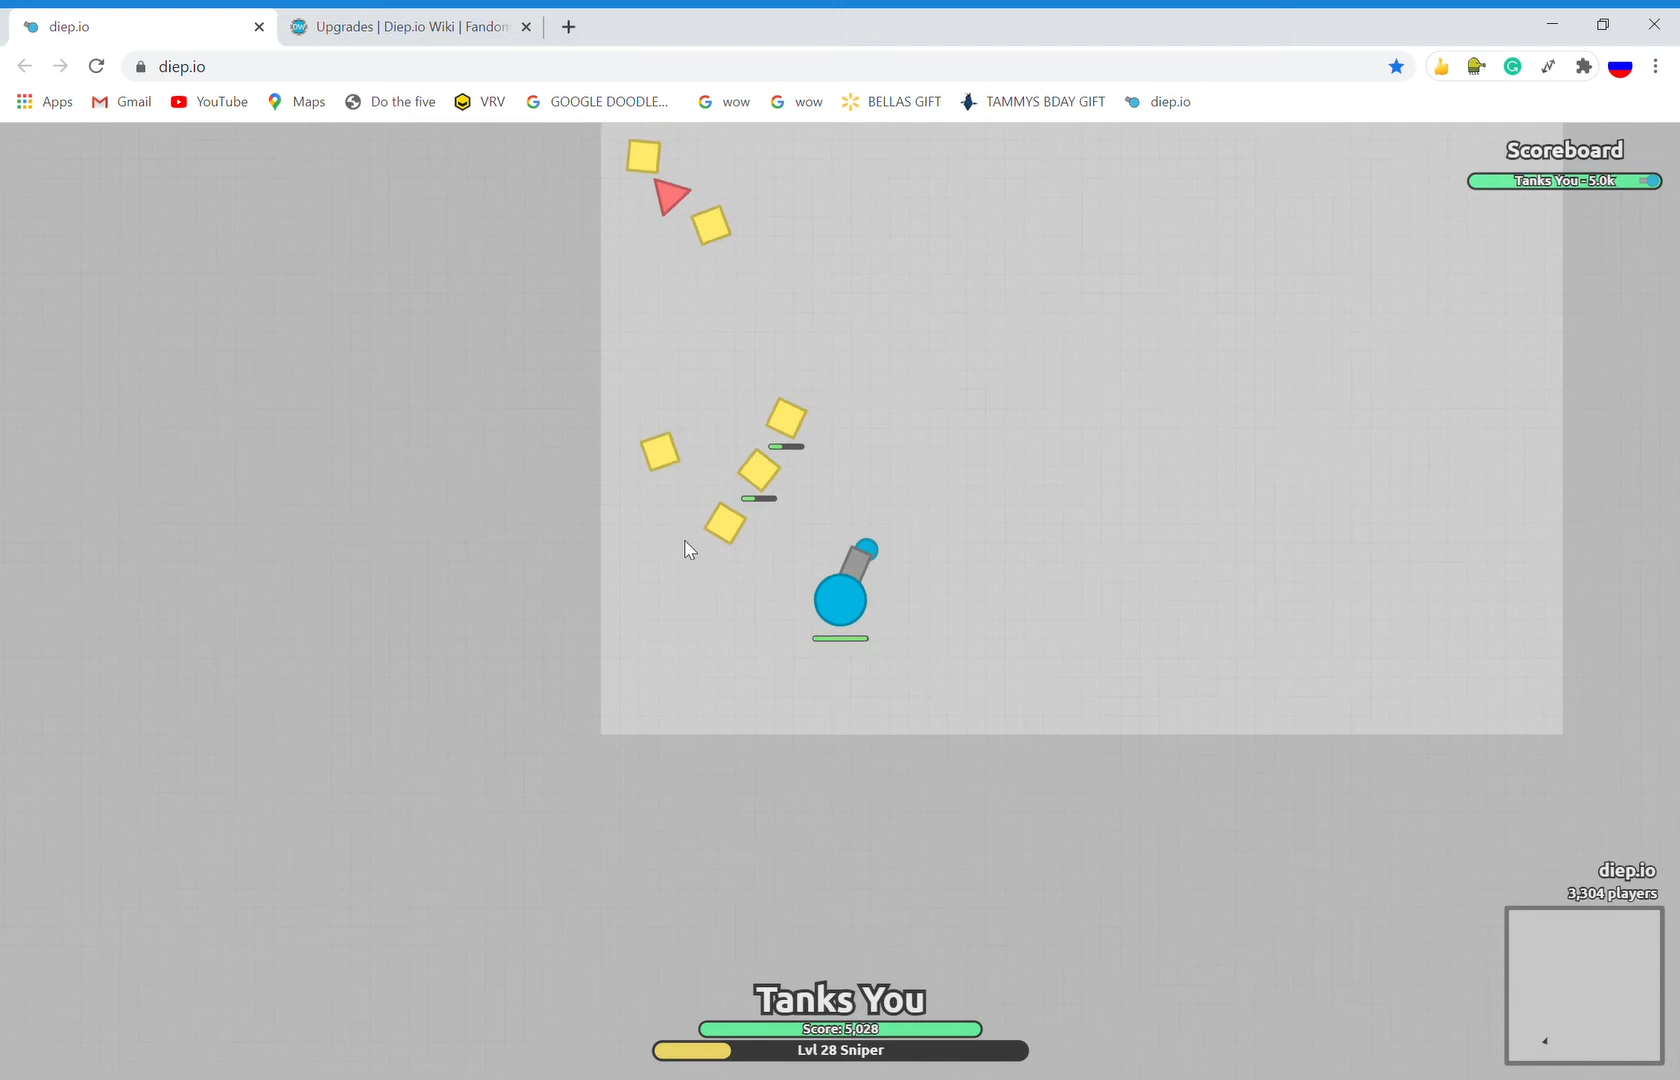 diep.io
Upgrades | Diep.io Wiki | Fandom
diep.io
Apps Gmail YouTube Maps Do the five VRV GOOGLE DOODLE... wow wow BELLAS GIFT TAMMYS BDAY GIFT diep.io
Scoreboard
Tanks You - 5.0k
diep.io
3,304 players
Tanks You
Score: 5,028
Lvl 28 Sniper